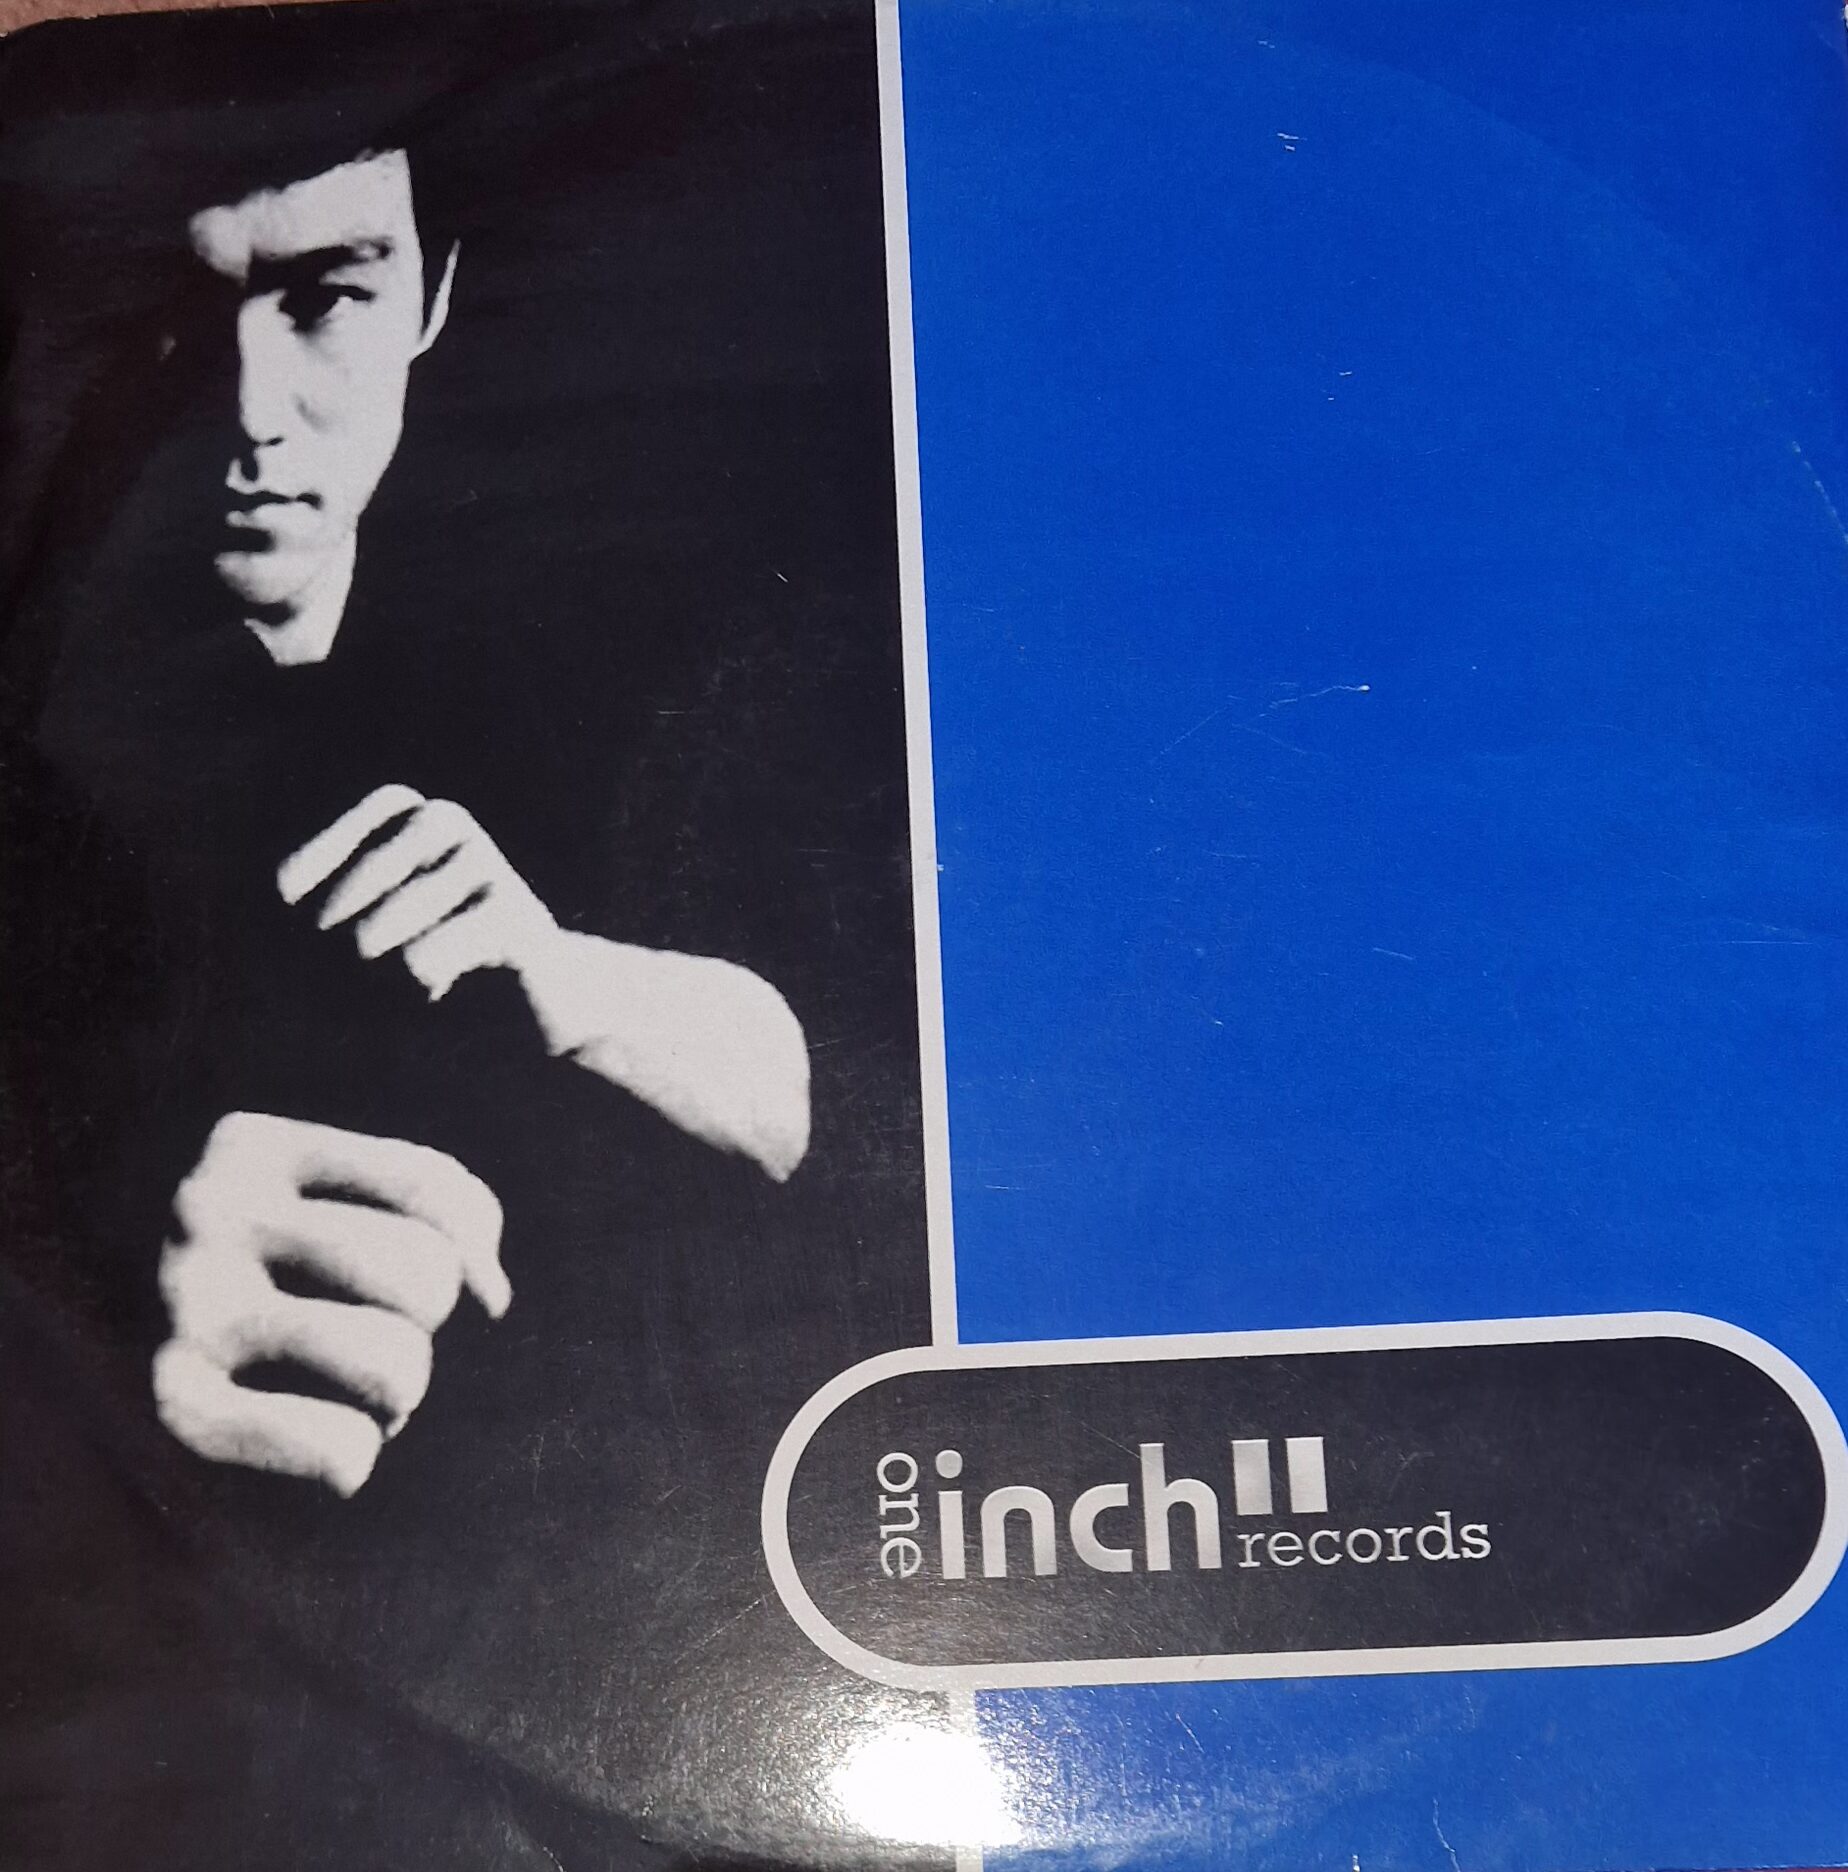 one inch" records